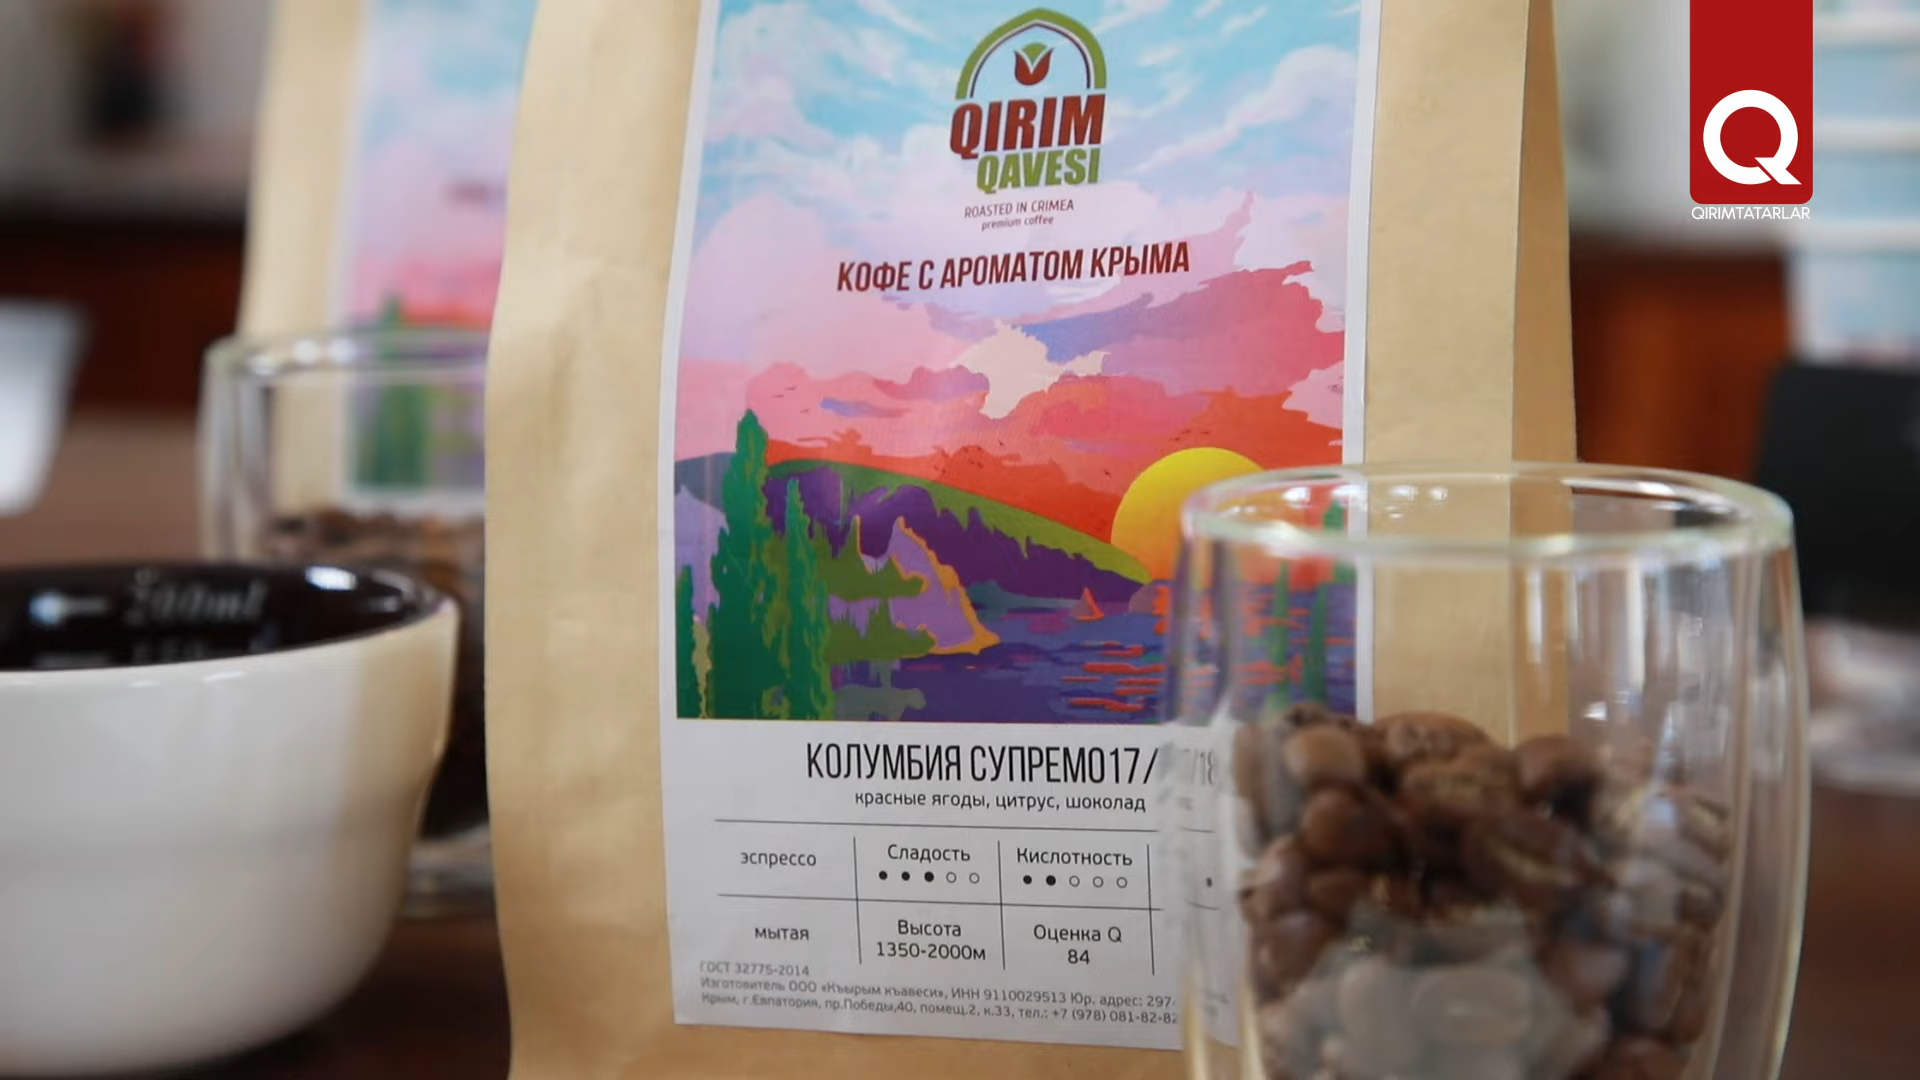 QIRIM
QAVESI
ROASTED IN CRIMEA
premium coffee
КОФЕ С АРОМАТОМ КРЫМА
КОЛУМБИЯ СУПРЕМО17/
красные ягоды, цитрус, шоколад
эспрессо
Сладость
Кислотность
мытая
Высота
1350-2000м
Оценка Q
84
ГОСТ 32775-2014
Изготовитель ООО «Къырым къавеси», ИНН 9110029513 Юр. адрес: 297
Крым, г.Евпатория, пр.Победы,40, помещ.2, к.33, тел.: +7 (978) 081-82-82
200ml
Q
QIRIMTATARLAR